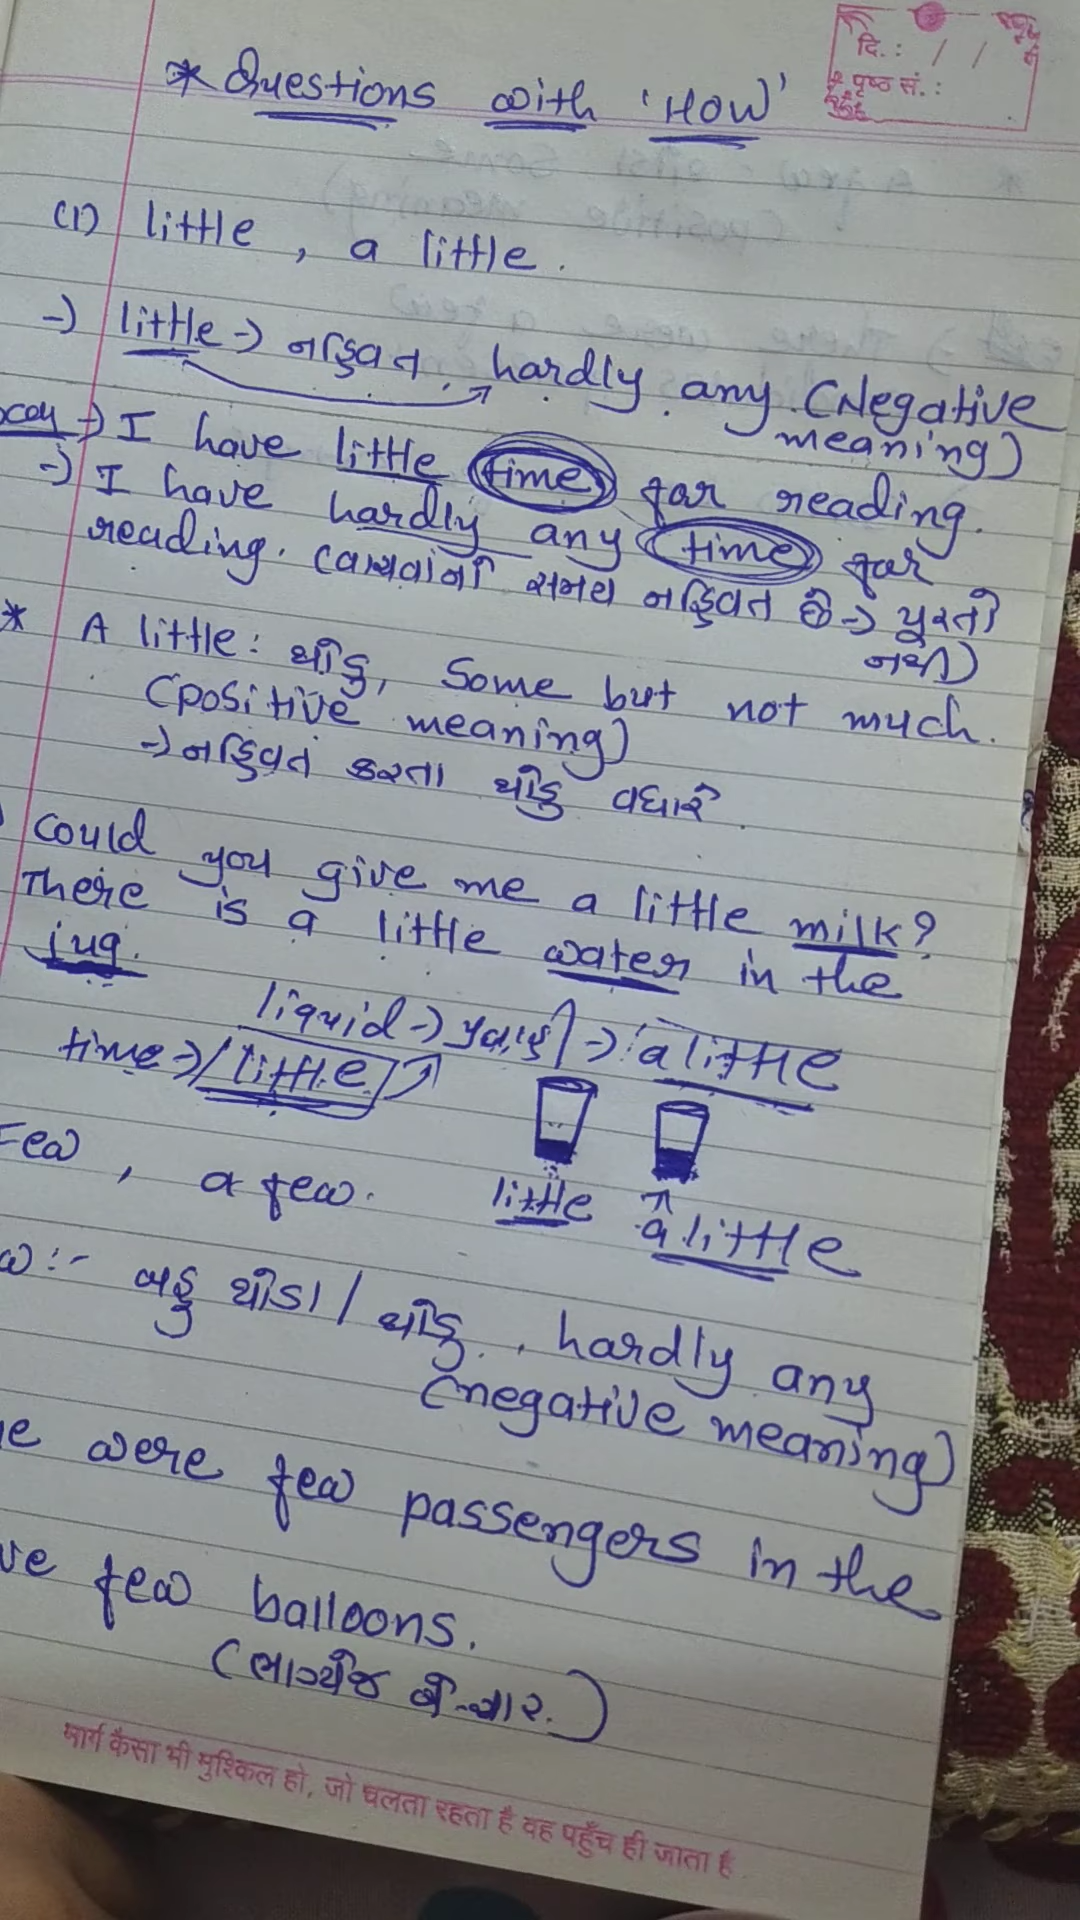 दि. : / /
पृष्ठ सं. :
* Questions with 'HOW'
(1) little , a little .
→ little → નહિવત , hardly any (Negative
meaning)
→ I have little time for reading.
→ I have hardly any time for
reading. (વાંચવાનો સમય નહિવત છે → પૂરતો
નથી)
* A little : થોડુ, Some but not much.
(positive meaning)
→ નહિવત કરતા થોડુ વધારે .
Could you give me a little milk?
There is a little water in the
jug.
liquid → પ્રવાહી → a little
time → little
little a little
Few , a few .
w :- બહુ થોડા / થોડુ , hardly any
(negative meaning)
e were few passengers in the
ve few balloons.
(ભાગ્યેજ બે-ચાર.)
मार्ग कैसा भी मुश्किल हो, जो चलता रहता है वह पहुँच ही जाता है